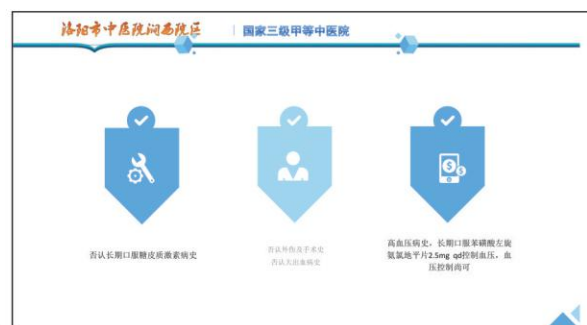 洛阳市中医院涧西院区
国家三级甲等中医院
否认长期口服糖皮质激素病史
否认外伤及手术史
否认大出血病史
高血压病史，长期口服苯磺酸左旋
氨氯地平片2.5mg qd控制血压，血
压控制尚可